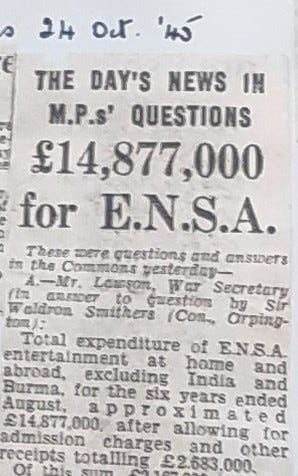 s 24 Oct. '45
THE DAY'S NEWS IN
M.P.s' QUESTIONS
£14,877,000
for E.N.S.A.
These were questions and answers
in the Commons yesterday—
A.—Mr. Lawson, War Secretary
(in answer to question by Sir
Waldron Smithers (Con., Orping-
ton):
Total expenditure of E.N.S.A.
entertainment at home and
abroad, excluding India and
Burma, for the six years ended
August, approximated
£14,877,000, after allowing for
admission charges and other
receipts totalling £2,683,000.
Of this sum